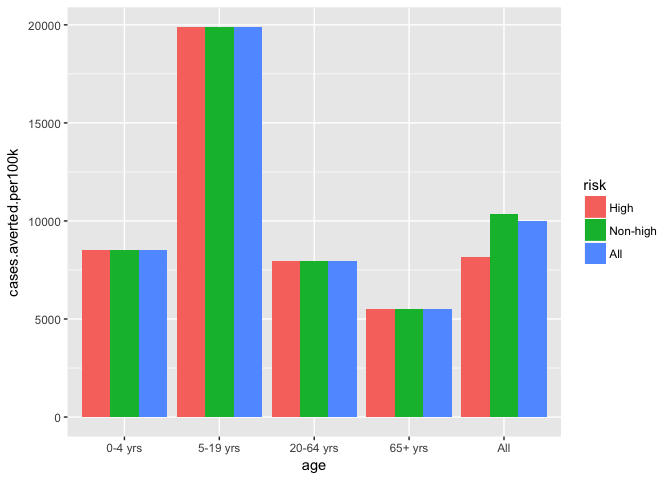 cases.averted.per100k
20000
15000
10000
5000
0
0-4 yrs
5-19 yrs
20-64 yrs
65+ yrs
All
age
risk
High
Non-high
All